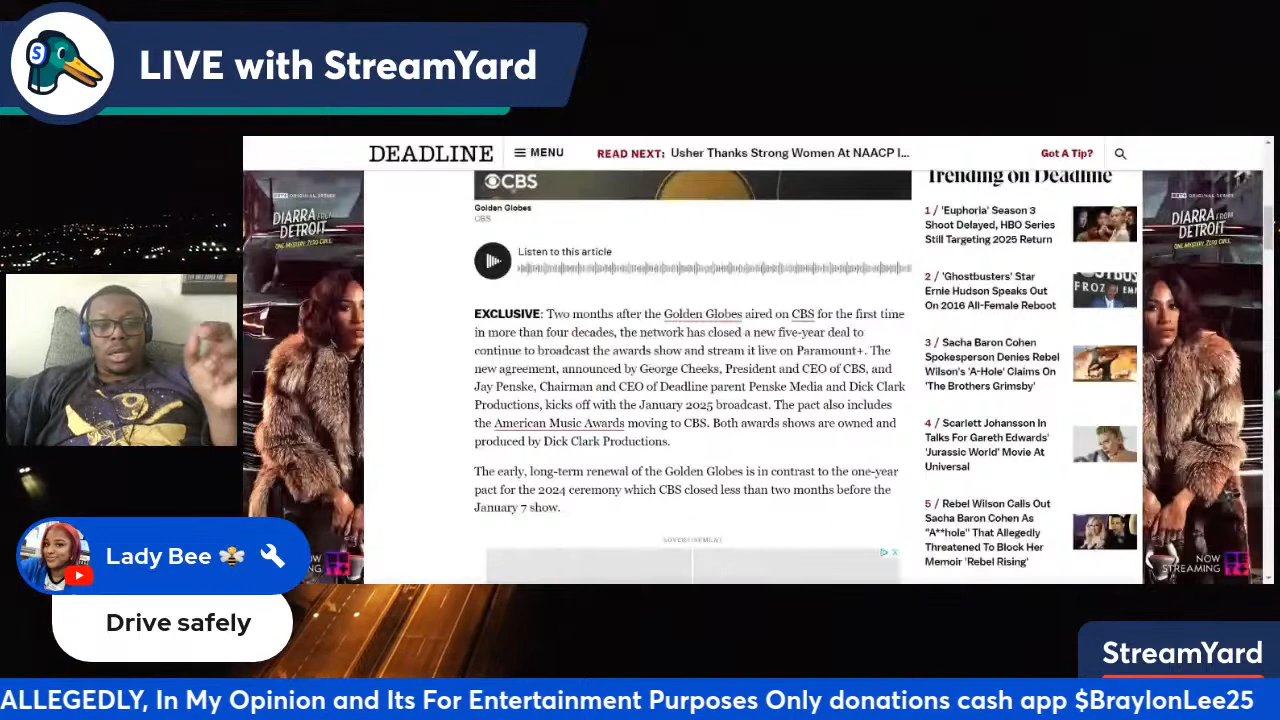 S
LIVE with StreamYard
DEADLINE
MENU
READ NEXT: Usher Thanks Strong Women At NAACP I...
Got A Tip?
CBS
Golden Globes
CBS
Listen to this article
EXCLUSIVE: Two months after the Golden Globes aired on CBS for the first time
in more than four decades, the network has closed a new five-year deal to
continue to broadcast the awards show and stream it live on Paramount+. The
new agreement, announced by George Cheeks, President and CEO of CBS, and
Jay Penske, Chairman and CEO of Deadline parent Penske Media and Dick Clark
Productions, kicks off with the January 2025 broadcast. The pact also includes
the American Music Awards moving to CBS. Both awards shows are owned and
produced by Dick Clark Productions.
The early, long-term renewal of the Golden Globes is in contrast to the one-year
pact for the 2024 ceremony which CBS closed less than two months before the
January 7 show.
ADVERTISEMENT
Trending on Deadline
1 / 'Euphoria' Season 3
Shoot Delayed, HBO Series
Still Targeting 2025 Return
2 / 'Ghostbusters' Star
Ernie Hudson Speaks Out
On 2016 All-Female Reboot
3 / Sacha Baron Cohen
Spokesperson Denies Rebel
Wilson's 'A-Hole' Claims On
'The Brothers Grimsby'
4 / Scarlett Johansson In
Talks For Gareth Edwards'
'Jurassic World' Movie At
Universal
5 / Rebel Wilson Calls Out
Sacha Baron Cohen As
"A**hole" That Allegedly
Threatened To Block Her
Memoir 'Rebel Rising'
DIARRA FROM
DETROIT
ONE MYSTERY. ZERO CHILL.
DIARRA FROM
DETROIT
ONE MYSTERY. ZERO CHILL.
NOW
STREAMING
Lady Bee
Drive safely
StreamYard
ALLEGEDLY, In My Opinion and Its For Entertainment Purposes Only donations cash app $BraylonLee25